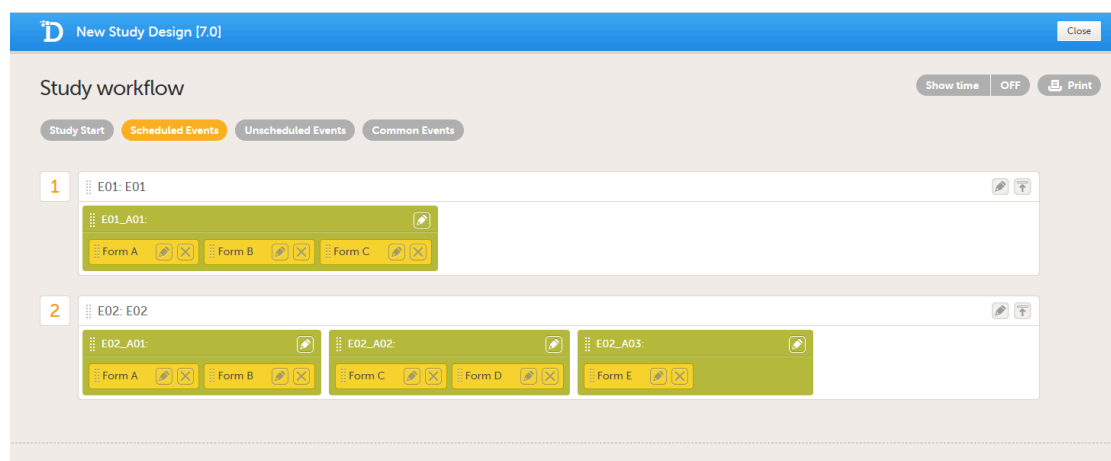 New Study Design [7.0]
Close
Study workflow
Show time OFF Print
Study Start Scheduled Events Unscheduled Events Common Events
1 E01: E01
E01_A01:
Form A Form B Form C
2 E02: E02
E02_A01: E02_A02: E02_A03:
Form A Form B Form C Form D Form E